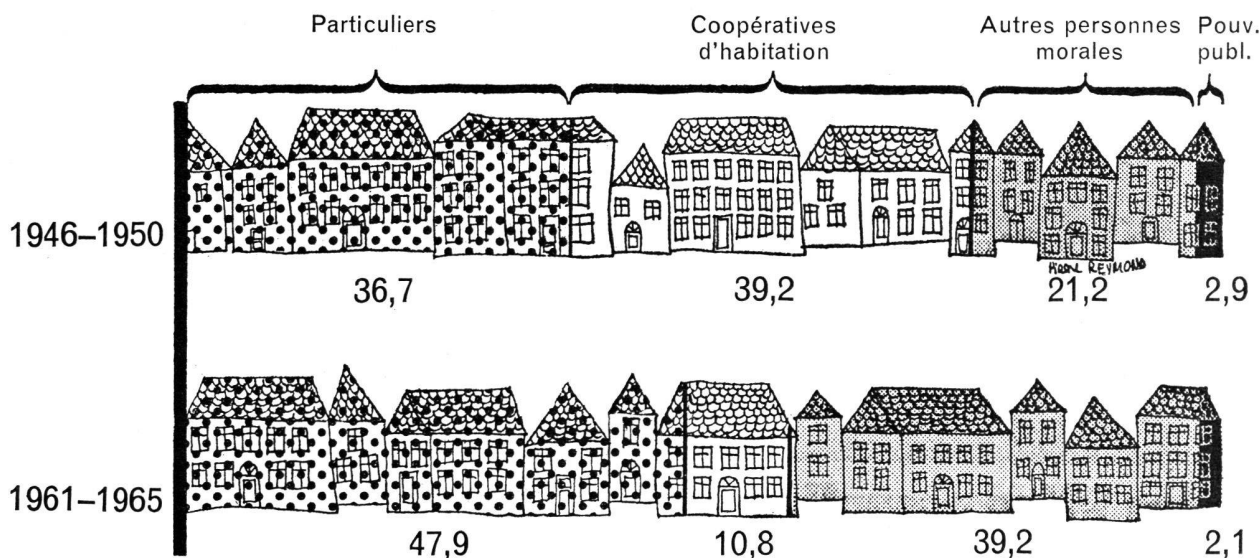 Particuliers
Coopératives
d'habitation
Autres personnes
morales
Pouv.
publ.
1946–1950
REYMOND
36,7
39,2
21,2
2,9
1961–1965
47,9
10,8
39,2
2,1